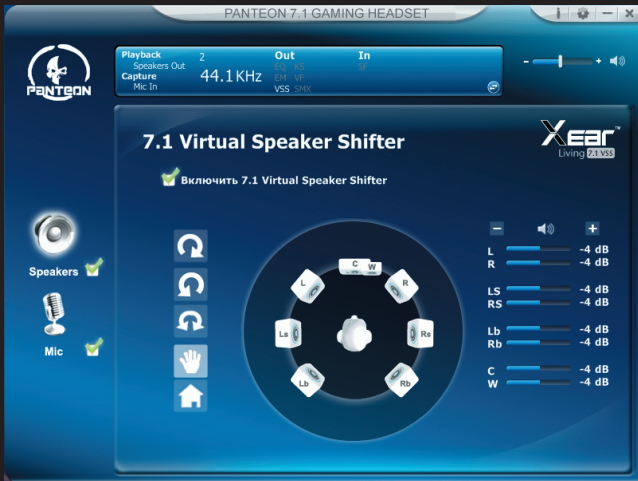 PANTEON 7.1 GAMING HEADSET
i
Playback 2 Out In
Speakers Out EQ KS SF
Capture 44.1 KHz EM VF
Mic In VSS SMX
PANTEON
7.1 Virtual Speaker Shifter
Xear™
Living 7.1 VSS
Включить 7.1 Virtual Speaker Shifter
Speakers
Mic
C
W
L
R
Ls
Rs
Lb
Rb
L -4 dB
R -4 dB
LS -4 dB
RS -4 dB
Lb -4 dB
Rb -4 dB
C -4 dB
W -4 dB